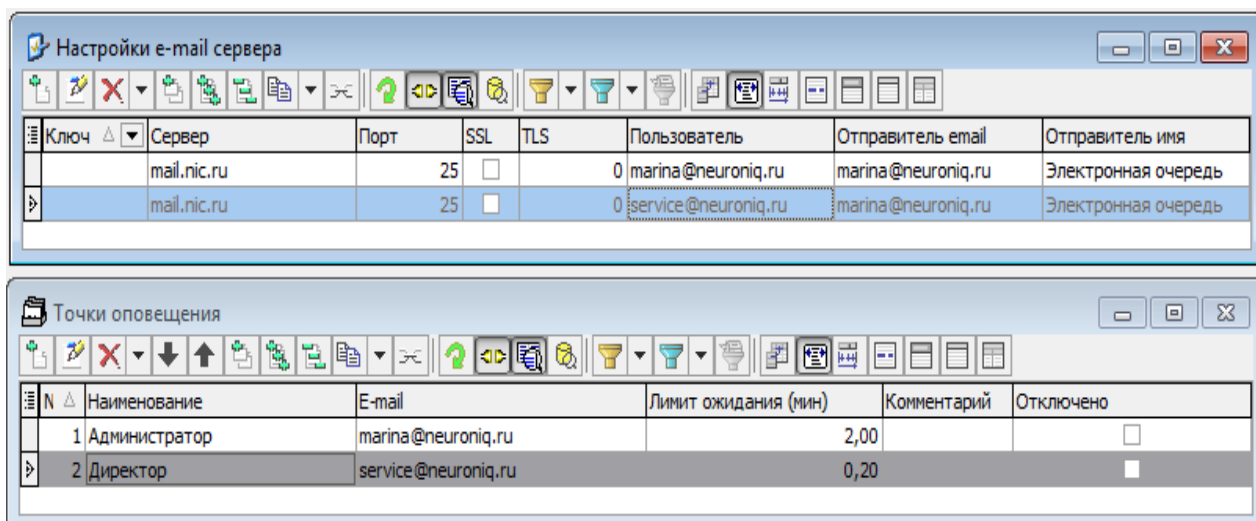 Настройки e-mail сервера
Ключ Сервер Порт SSL TLS Пользователь Отправитель email Отправитель имя
mail.nic.ru 25 0 marina@neuroniq.ru marina@neuroniq.ru Электронная очередь
mail.nic.ru 25 0 service@neuroniq.ru marina@neuroniq.ru Электронная очередь
Точки оповещения
N Наименование E-mail Лимит ожидания (мин) Комментарий Отключено
1 Администратор marina@neuroniq.ru 2,00
2 Директор service@neuroniq.ru 0,20